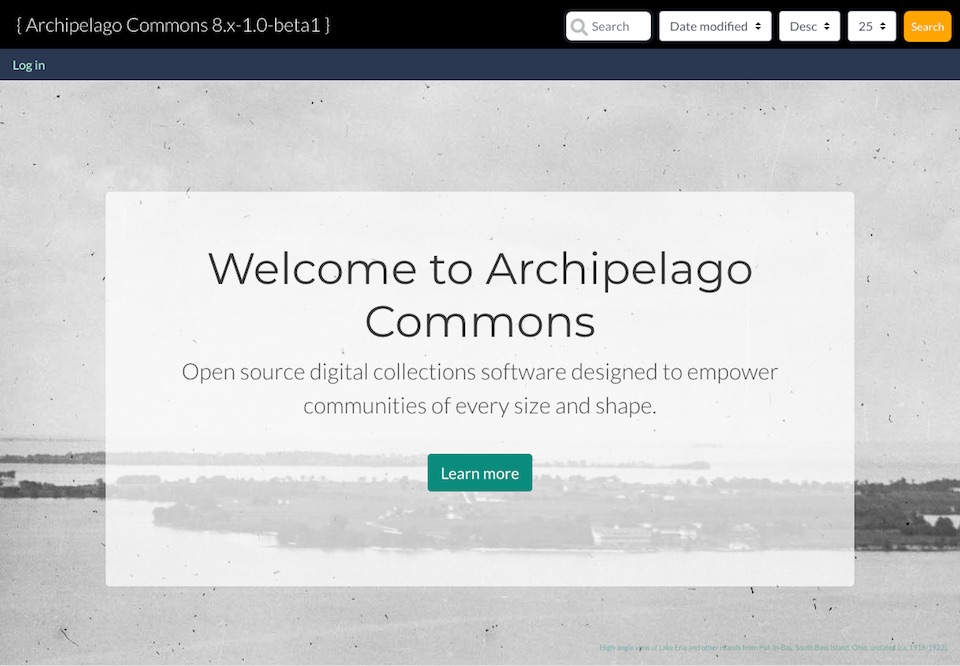 { Archipelago Commons 8.x-1.0-beta1 }
Search
Date modified
Desc
25
Search
Log in
Welcome to Archipelago
Commons
Open source digital collections software designed to empower
communities of every size and shape.
Learn more
High-angle view of Lake Erie and other islands from Put-In-Bay, South Bass Island, Ohio, undated (ca. 1918-1922).